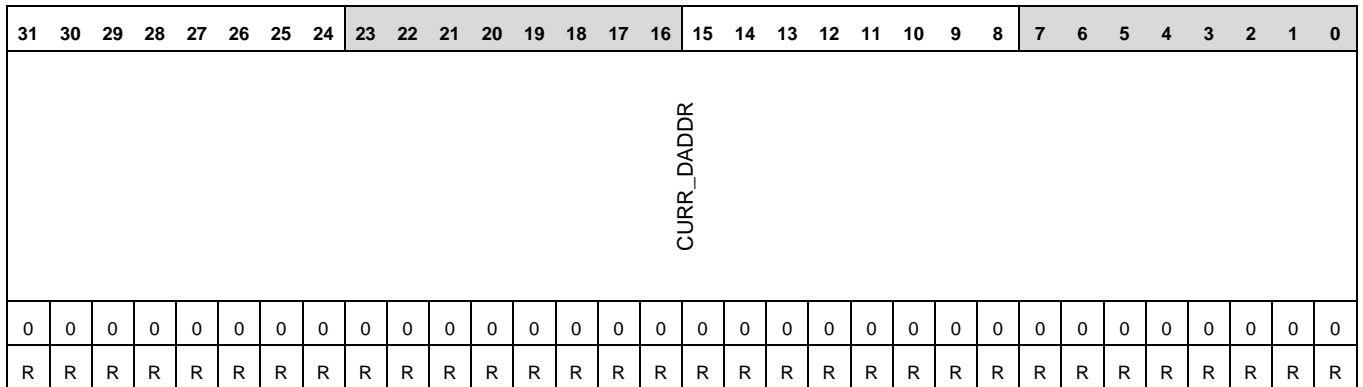 31 30 29 28 27 26 25 24 23 22 21 20 19 18 17 16 15 14 13 12 11 10 9 8 7 6 5 4 3 2 1 0
CURR_DADDR
0 0 0 0 0 0 0 0 0 0 0 0 0 0 0 0 0 0 0 0 0 0 0 0 0 0 0 0 0 0 0 0
R R R R R R R R R R R R R R R R R R R R R R R R R R R R R R R R